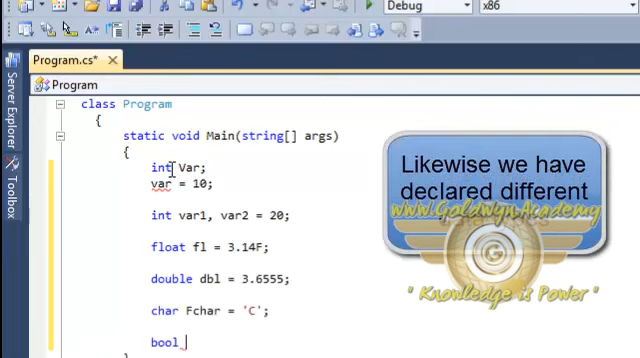 Debug
x86
Program.cs*
Program
Server Explorer
Toolbox
class Program
{
static void Main(string[] args)
{
int Var;
var = 10;
int var1, var2 = 20;
float fl = 3.14F;
double dbl = 3.6555;
char Fchar = 'C';
bool
}
Likewise we have
declared different
www.GoldwynAcademy
" Knowledge is Power "